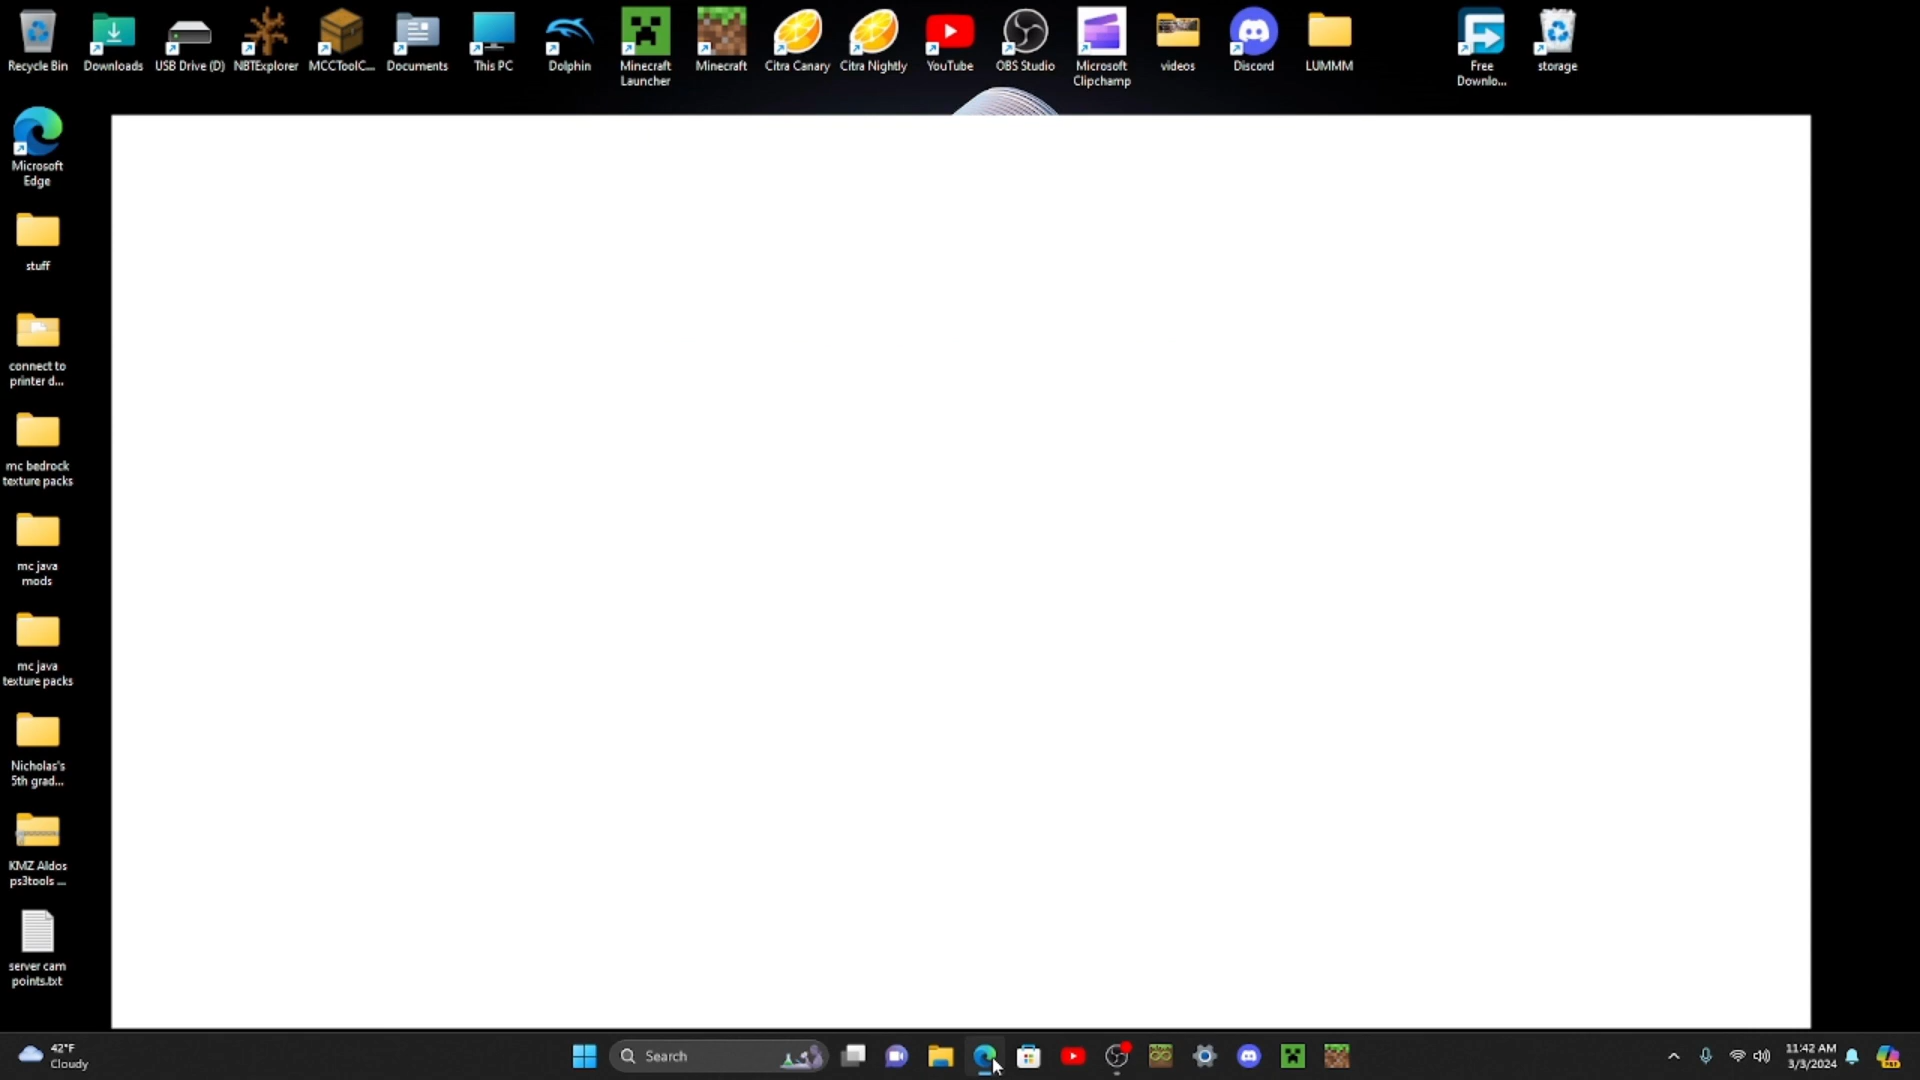 Recycle Bin
Downloads
USB Drive (D)
NBTExplorer
MCCToolC...
Documents
This PC
Dolphin
Minecraft
Launcher
Minecraft
Citra Canary
Citra Nightly
YouTube
OBS Studio
Microsoft
Clipchamp
videos
Discord
LUMMM
Free
Downlo...
storage
Microsoft
Edge
stuff
connect to
printer d...
mc bedrock
texture packs
mc java
mods
mc java
texture packs
Nicholas's
5th grad...
KMZ Aldos
ps3tools ...
server cam
points.txt
42°F
Cloudy
Search
11:42 AM
3/3/2024